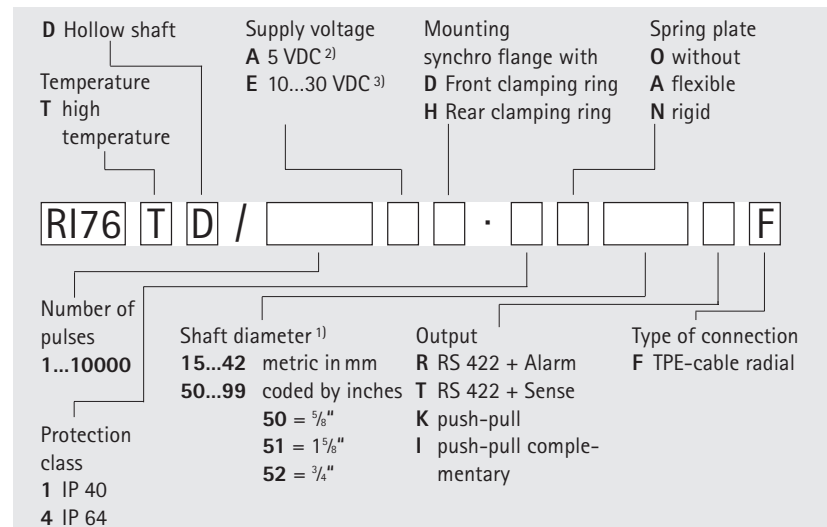 D Hollow shaft
Temperature
T high
temperature
Supply voltage
A 5 VDC 2)
E 10...30 VDC 3)
Mounting
synchro flange with
D Front clamping ring
H Rear clamping ring
Spring plate
O without
A flexible
N rigid
RI76 T D / · F
Number of
pulses
1...10000
Protection
class
1 IP 40
4 IP 64
Shaft diameter 1)
15...42 metric in mm
50...99 coded by inches
50 = 5/8"
51 = 1 5/8"
52 = 3/4"
Output
R RS 422 + Alarm
T RS 422 + Sense
K push-pull
I push-pull comple-
mentary
Type of connection
F TPE-cable radial